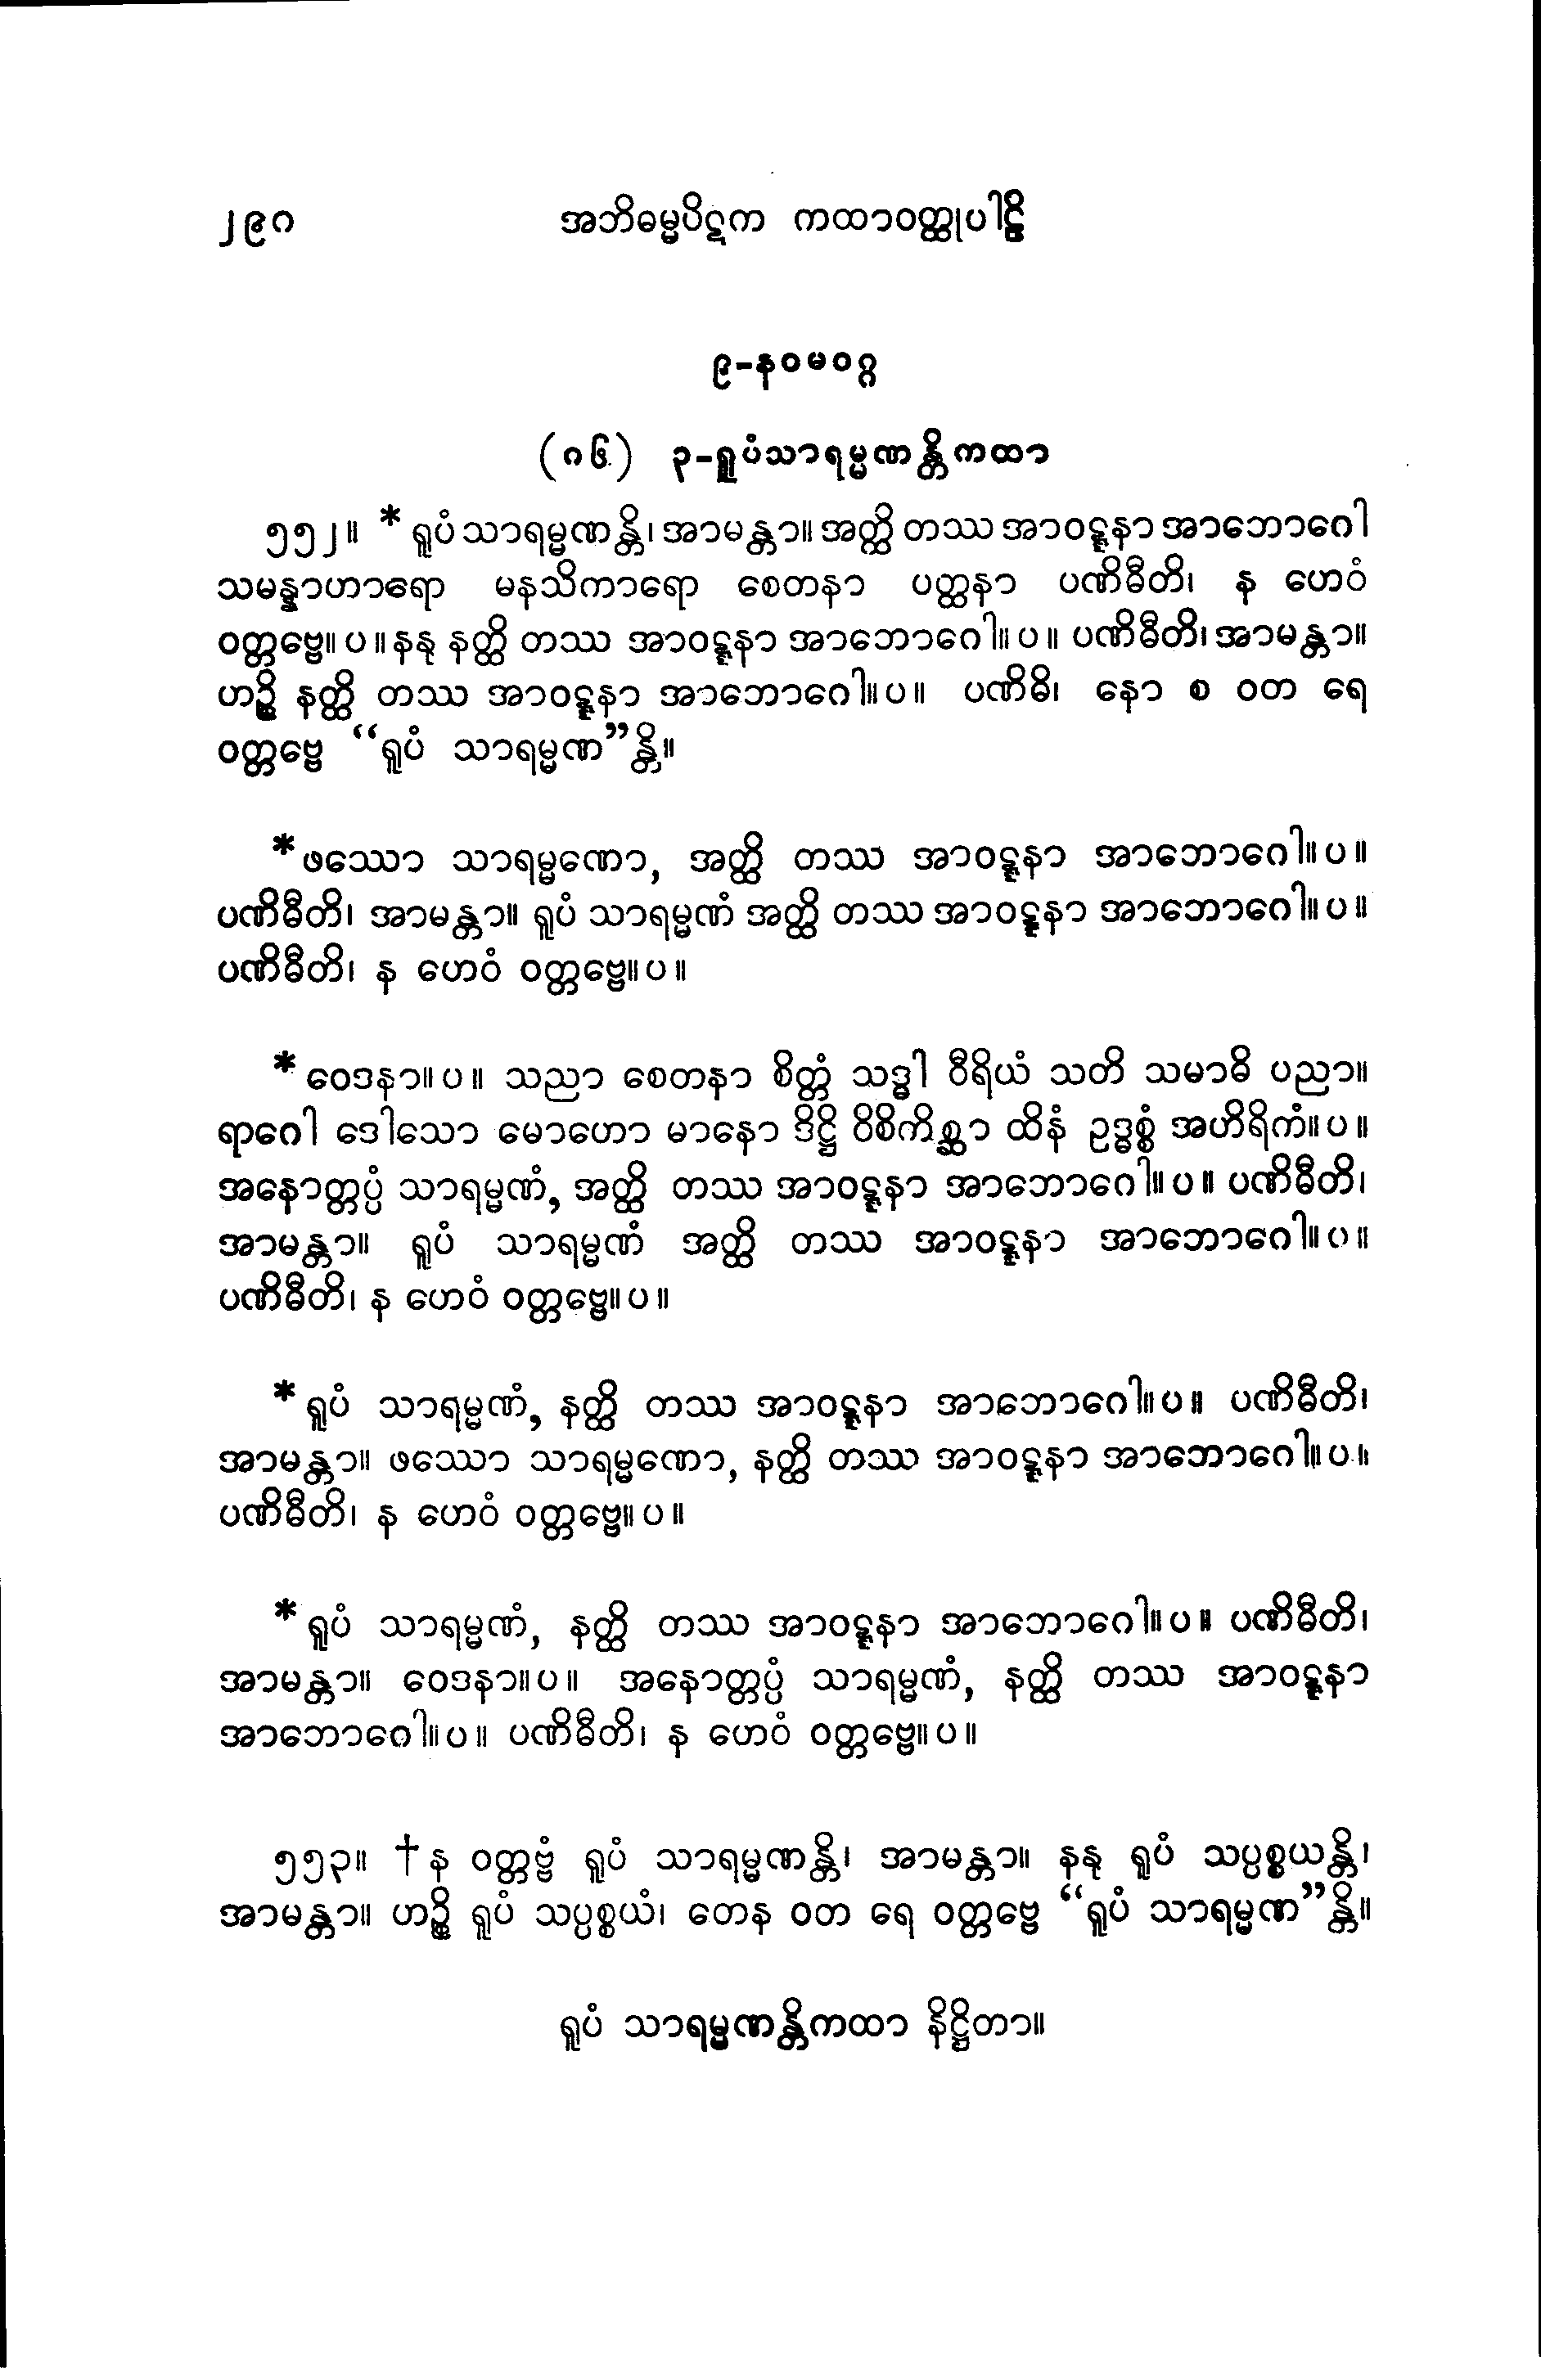 ၂၉ဂ အဘိဓမ္မပိဋက ကထာဝတ္ထုပါဠိ
၉-နဝမဝဂ္ဂ
(ဂ၆) ၃-ရူပံသာရမ္မဏန္တိကထာ
၅၅၂။ * ရူပံ သာရမ္မဏန္တိ၊ အာမန္တာ။ အတ္ထိ တဿ အာဝဋ္ဋနာ အာဘောဂေါ
သမန္နာဟာရော မနသိကာရော စေတနာ ပတ္ထနာ ပဏိဓီတိ၊ န ဟေဝံ
ဝတ္တဗ္ဗေ။ ပ ။ နနု နတ္ထိ တဿ အာဝဋ္ဋနာ အာဘောဂေါ။ ပ ။ ပဏိဓီတိ၊ အာမန္တာ။
ဟဉ္စိ နတ္ထိ တဿ အာဝဋ္ဋနာ အာဘောဂေါ။ ပ ။ ပဏိဓိ၊ နော စ ဝတ ရေ
ဝတ္တဗ္ဗေ “ရူပံ သာရမ္မဏ”န္တိ။
* ဖဿော သာရမ္မဏော, အတ္ထိ တဿ အာဝဋ္ဋနာ အာဘောဂေါ။ ပ ။
ပဏိဓီတိ၊ အာမန္တာ။ ရူပံ သာရမ္မဏံ အတ္ထိ တဿ အာဝဋ္ဋနာ အာဘောဂေါ။ ပ ။
ပဏိဓီတိ၊ န ဟေဝံ ဝတ္တဗ္ဗေ။ ပ ။
* ဝေဒနာ။ ပ ။ သညာ စေတနာ စိတ္တံ သဒ္ဓါ ဝီရိယံ သတိ သမာဓိ ပညာ။
ရာဂေါ ဒေါသော မောဟော မာနော ဒိဋ္ဌိ ဝိစိကိစ္ဆာ ထိနံ ဥဒ္ဓစ္စံ အဟိရိကံ။ ပ ။
အနောတ္တပ္ပံ သာရမ္မဏံ, အတ္ထိ တဿ အာဝဋ္ဋနာ အာဘောဂေါ။ ပ ။ ပဏိဓီတိ၊
အာမန္တာ။ ရူပံ သာရမ္မဏံ အတ္ထိ တဿ အာဝဋ္ဋနာ အာဘောဂေါ။ ပ ။
ပဏိဓီတိ၊ န ဟေဝံ ဝတ္တဗ္ဗေ။ ပ ။
* ရူပံ သာရမ္မဏံ, နတ္ထိ တဿ အာဝဋ္ဋနာ အာဘောဂေါ။ ပ ။ ပဏိဓီတိ၊
အာမန္တာ။ ဖဿော သာရမ္မဏော, နတ္ထိ တဿ အာဝဋ္ဋနာ အာဘောဂေါ။ ပ ။
ပဏိဓီတိ၊ န ဟေဝံ ဝတ္တဗ္ဗေ။ ပ ။
* ရူပံ သာရမ္မဏံ, နတ္ထိ တဿ အာဝဋ္ဋနာ အာဘောဂေါ။ ပ ။ ပဏိဓီတိ၊
အာမန္တာ။ ဝေဒနာ။ ပ ။ အနောတ္တပ္ပံ သာရမ္မဏံ, နတ္ထိ တဿ အာဝဋ္ဋနာ
အာဘောဂေါ။ ပ ။ ပဏိဓီတိ၊ န ဟေဝံ ဝတ္တဗ္ဗေ။ ပ ။
၅၅၃။ † န ဝတ္တဗ္ဗံ ရူပံ သာရမ္မဏန္တိ၊ အာမန္တာ။ နနု ရူပံ သပ္ပစ္စယန္တိ၊
အာမန္တာ။ ဟဉ္စိ ရူပံ သပ္ပစ္စယံ၊ တေန ဝတ ရေ ဝတ္တဗ္ဗေ “ရူပံ သာရမ္မဏ”န္တိ။
ရူပံ သာရမ္မဏန္တိကထာ နိဋ္ဌိတာ။